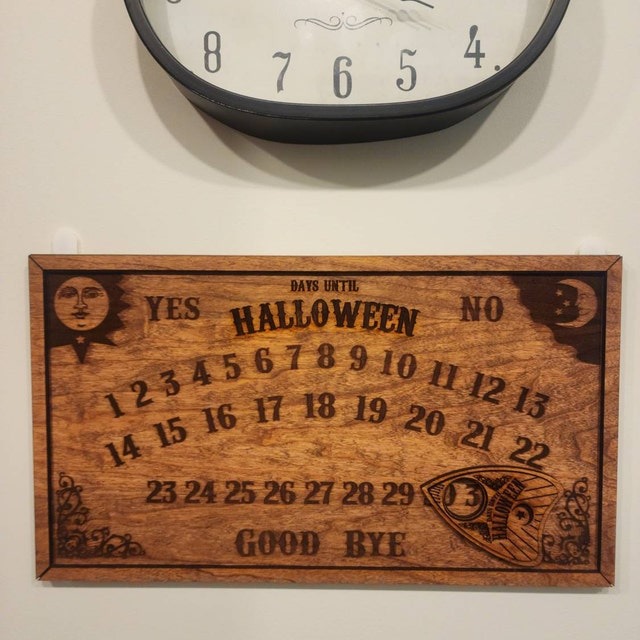 8 7 6 5 4
DAYS UNTIL
YES HALLOWEEN NO
1 2 3 4 5 6 7 8 9 10 11 12 13
14 15 16 17 18 19 20 21 22
23 24 25 26 27 28 29
HALLOWEEN
GOOD BYE